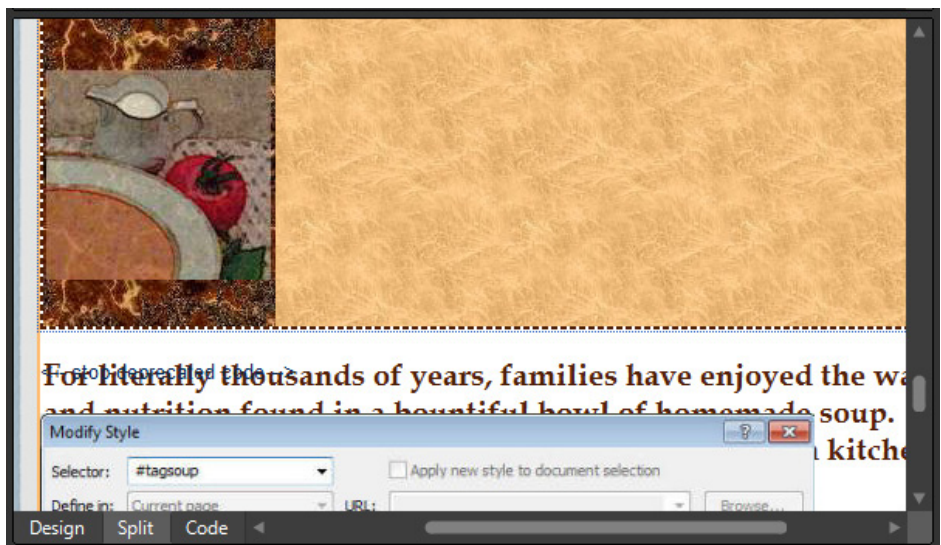 <!-- stop deprecated code -->
For literally thousands of years, families have enjoyed the wa
and nutrition found in a bountiful bowl of homemade soup.
kitche
Modify Style
Selector: #tagsoup Apply new style to document selection
Define in: Current page URL: Browse...
Design Split Code